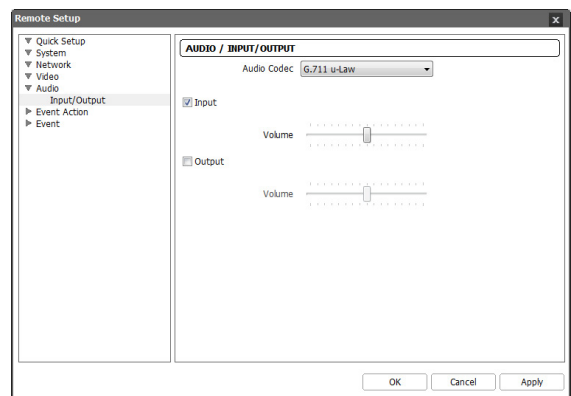 Remote Setup
x
Quick Setup
System
Network
Video
Audio
Input/Output
Event Action
Event
AUDIO / INPUT/OUTPUT
Audio Codec G.711 u-Law
Input
Volume
Output
Volume
OK Cancel Apply